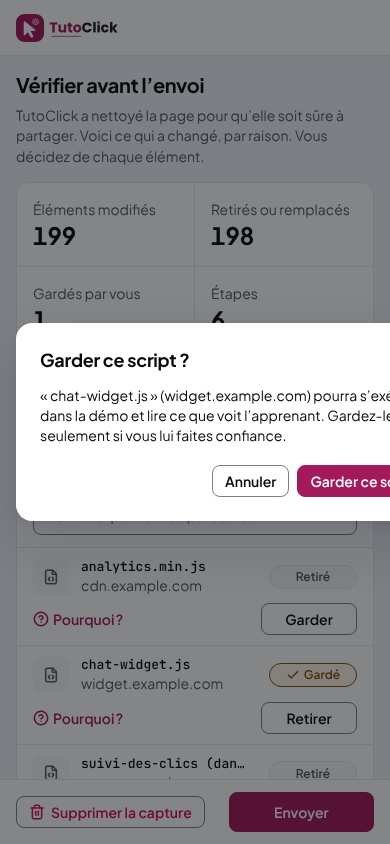 TutoClick
Vérifier avant l’envoi
TutoClick a nettoyé la page pour qu’elle soit sûre à
partager. Voici ce qui a changé, par raison. Vous
décidez de chaque élément.
Éléments modifiés
199
Retirés ou remplacés
198
Gardés par vous
1
Étapes
6
Garder ce script ?
« chat-widget.js » (widget.example.com) pourra
dans la démo et lire ce que voit l’apprenant.
seulement si vous lui faites confiance.
Annuler
Garder ce
analytics.min.js
cdn.example.com
Retiré
Pourquoi ?
Garder
chat-widget.js
widget.example.com
Gardé
Pourquoi ?
Retirer
suivi-des-clics (dan…
Retiré
Supprimer la capture
Envoyer